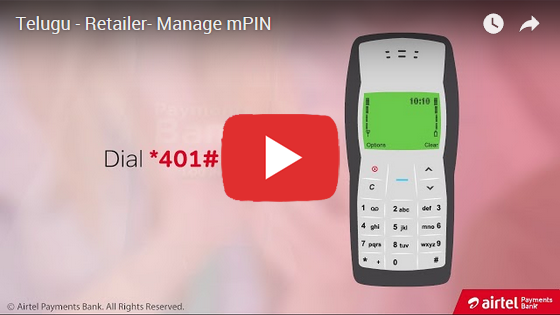 Telugu - Retailer- Manage mPIN
Dial *401#
10:10
Options Clear
C
1 2 abc def 3
4 ghi 5 jkl mno 6
7 pqrs 8 tuv wxyz 9
* + 0 #
© Airtel Payments Bank. All Rights Reserved.
airtel Payments Bank